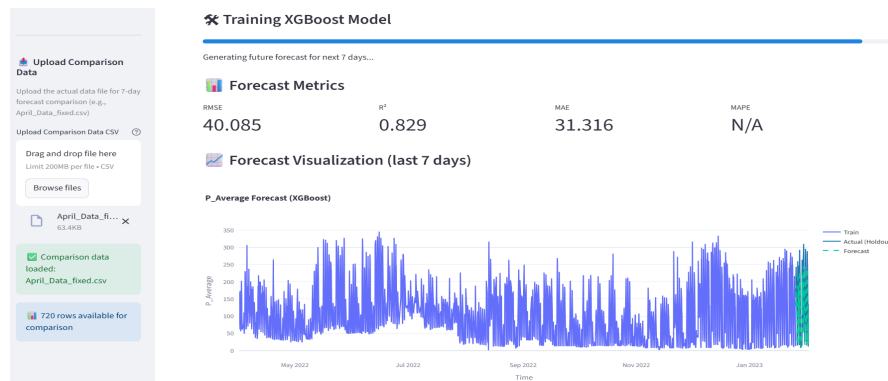 🛠 Training XGBoost Model
Generating future forecast for next 7 days...
📤 Upload Comparison
Data
Upload the actual data file for 7-day
forecast comparison (e.g.,
April_Data_fixed.csv)
Upload Comparison Data CSV
Drag and drop file here
Limit 200MB per file • CSV
Browse files
April_Data_fi...
63.4KB
✅ Comparison data
loaded:
April_Data_fixed.csv
📊 720 rows available for
comparison
📊 Forecast Metrics
RMSE R² MAE MAPE
40.085 0.829 31.316 N/A
📈 Forecast Visualization (last 7 days)
P_Average Forecast (XGBoost)
P_Average
350
300
250
200
150
100
50
0
May 2022 Jul 2022 Sep 2022 Nov 2022 Jan 2023
Time
Train
Actual (Holdou
Forecast